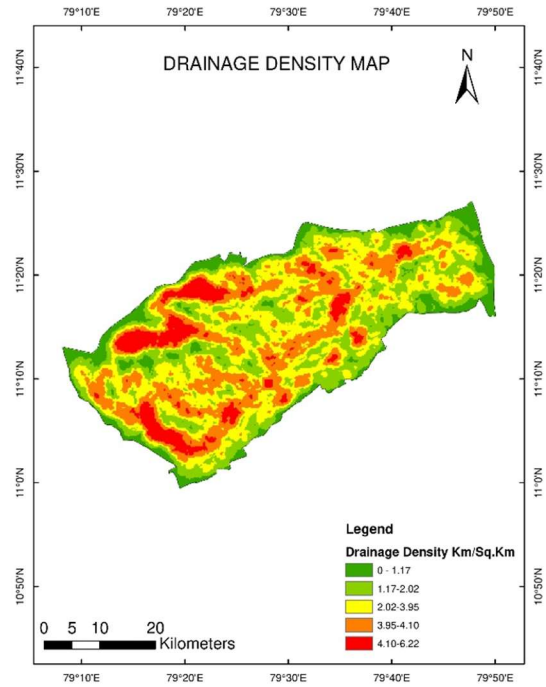 79°10'E 79°20'E 79°30'E 79°40'E 79°50'E
DRAINAGE DENSITY MAP
N
11°40'N 11°40'N
11°30'N 11°30'N
11°20'N 11°20'N
11°10'N 11°10'N
11°0'N 11°0'N
10°50'N 10°50'N
Legend
Drainage Density Km/Sq.Km
0 - 1.17
1.17-2.02
2.02-3.95
3.95-4.10
4.10-6.22
0 5 10 20
Kilometers
79°10'E 79°20'E 79°30'E 79°40'E 79°50'E